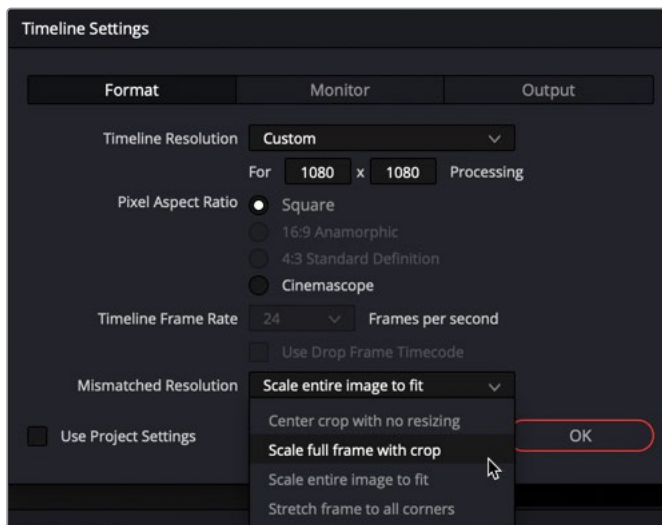 Timeline Settings
Format Monitor Output
Timeline Resolution Custom
For 1080 x 1080 Processing
Pixel Aspect Ratio Square
16:9 Anamorphic
4:3 Standard Definition
Cinemascope
Timeline Frame Rate 24 Frames per second
Use Drop Frame Timecode
Mismatched Resolution Scale entire image to fit
Center crop with no resizing
Use Project Settings OK
Scale full frame with crop
Scale entire image to fit
Stretch frame to all corners